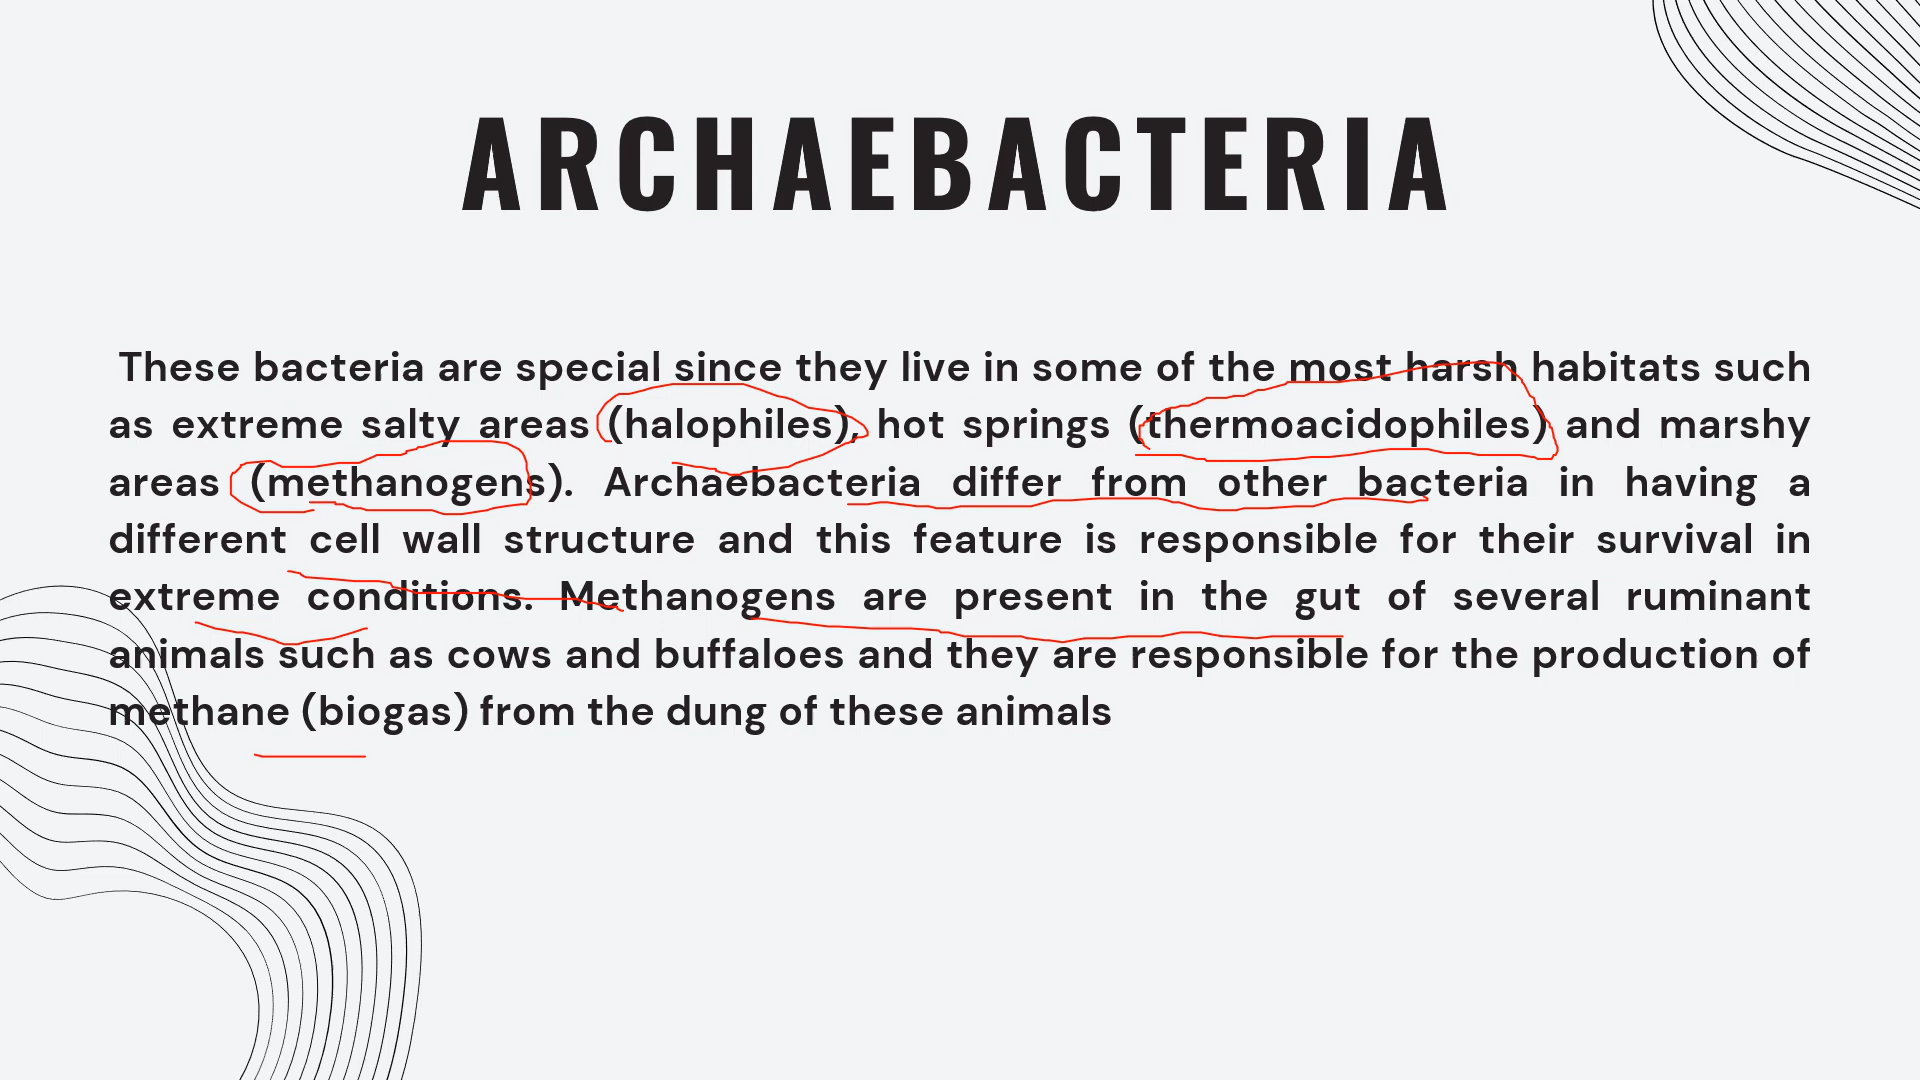 ARCHAEBACTERIA
These bacteria are special since they live in some of the most harsh habitats such
as extreme salty areas (halophiles), hot springs (thermoacidophiles) and marshy
areas (methanogens). Archaebacteria differ from other bacteria in having a
different cell wall structure and this feature is responsible for their survival in
extreme conditions. Methanogens are present in the gut of several ruminant
animals such as cows and buffaloes and they are responsible for the production of
methane (biogas) from the dung of these animals